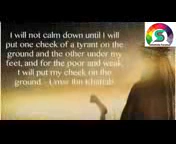 I will not calm down until I will
put one cheek of a tyrant on the
ground and the other under my
feet, and for the poor and weak,
I will put my cheek on the
ground. - Umar Ibn Khattab